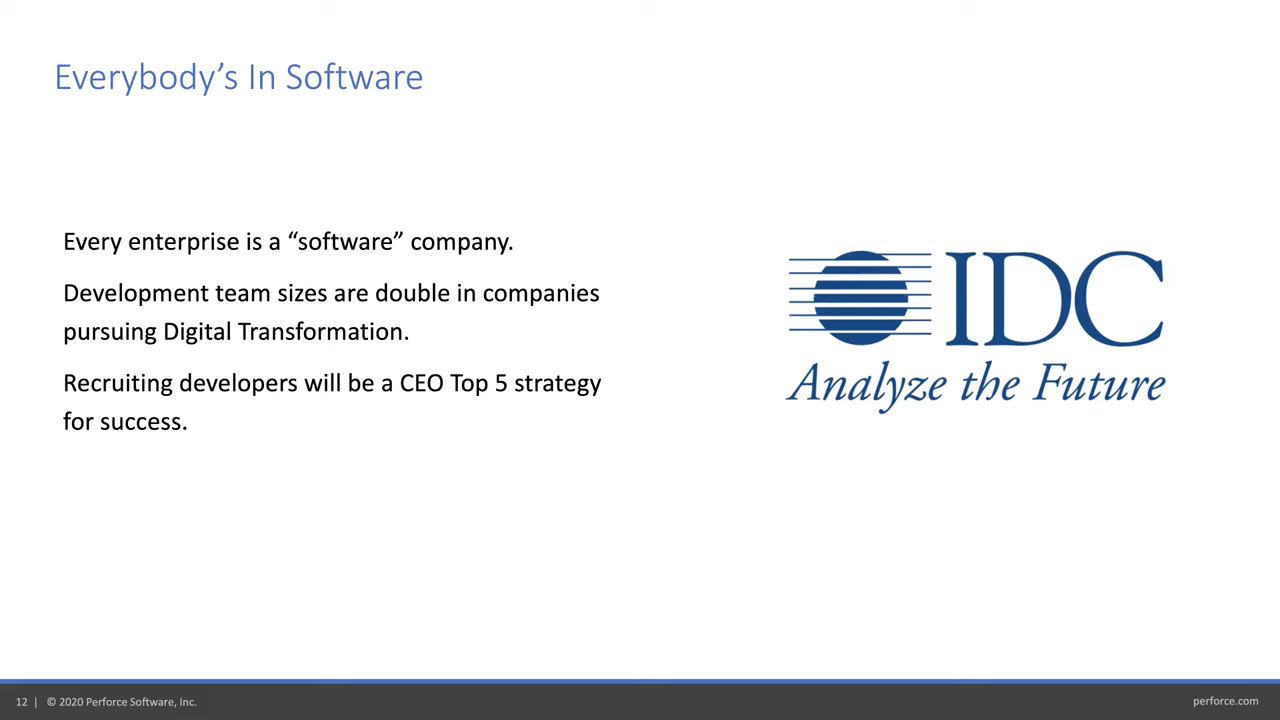 Everybody’s In Software
Every enterprise is a “software” company.
Development team sizes are double in companies
pursuing Digital Transformation.
Recruiting developers will be a CEO Top 5 strategy
for success.
IDC
Analyze the Future
12 | © 2020 Perforce Software, Inc.
perforce.com